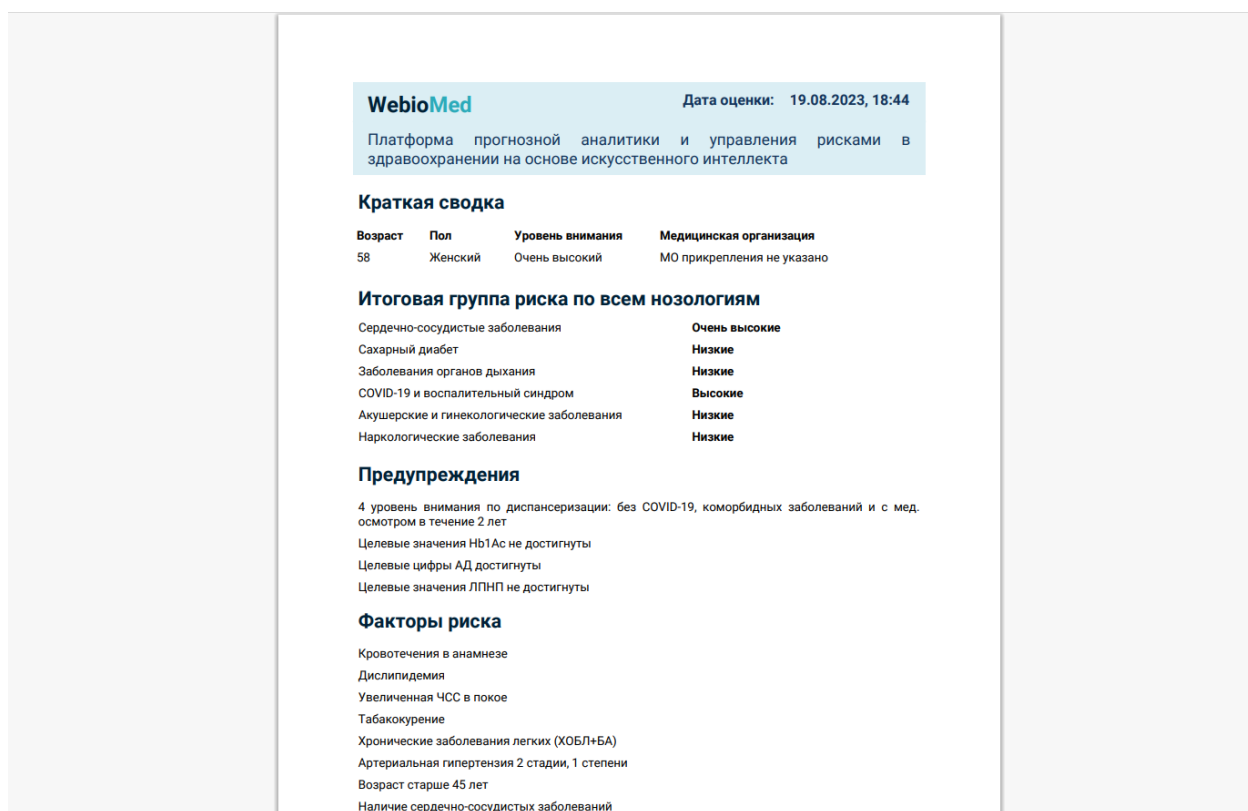 WebioMed
Дата оценки: 19.08.2023, 18:44
Платформа прогнозной аналитики и управления рисками в
здравоохранении на основе искусственного интеллекта
Краткая сводка
Возраст Пол Уровень внимания Медицинская организация
58 Женский Очень высокий МО прикрепления не указано
Итоговая группа риска по всем нозологиям
Сердечно-сосудистые заболевания Очень высокие
Сахарный диабет Низкие
Заболевания органов дыхания Низкие
COVID-19 и воспалительный синдром Высокие
Акушерские и гинекологические заболевания Низкие
Наркологические заболевания Низкие
Предупреждения
4 уровень внимания по диспансеризации: без COVID-19, коморбидных заболеваний и с мед.
осмотром в течение 2 лет
Целевые значения Hb1Ac не достигнуты
Целевые цифры АД достигнуты
Целевые значения ЛПНП не достигнуты
Факторы риска
Кровотечения в анамнезе
Дислипидемия
Увеличенная ЧСС в покое
Табакокурение
Хронические заболевания легких (ХОБЛ+БА)
Артериальная гипертензия 2 стадии, 1 степени
Возраст старше 45 лет
Наличие сердечно-сосудистых заболеваний